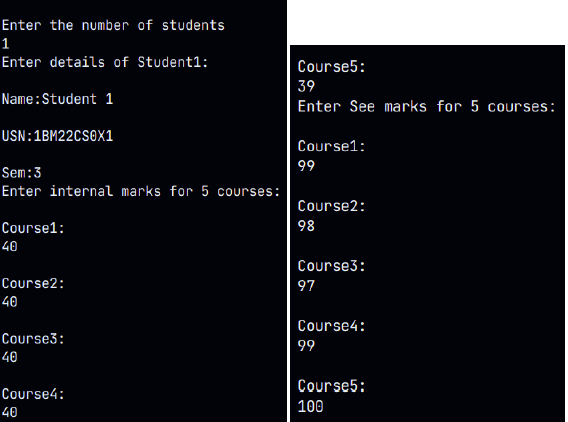 Enter the number of students
1
Enter details of Student1:
Name:Student 1
USN:1BM22CS0X1
Sem:3
Enter internal marks for 5 courses:
Course1:
40
Course2:
40
Course3:
40
Course4:
40
Course5:
39
Enter See marks for 5 courses:
Course1:
99
Course2:
98
Course3:
97
Course4:
99
Course5:
100